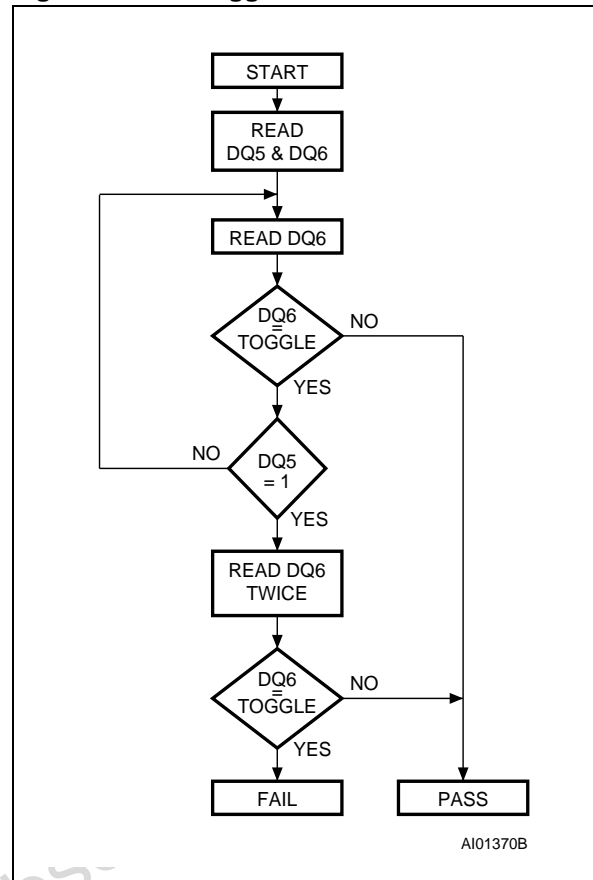 START
READ
DQ5 & DQ6
READ DQ6
DQ6
=
TOGGLE
NO
YES
NO
DQ5
= 1
YES
READ DQ6
TWICE
DQ6
=
TOGGLE
NO
YES
FAIL
PASS
AI01370B